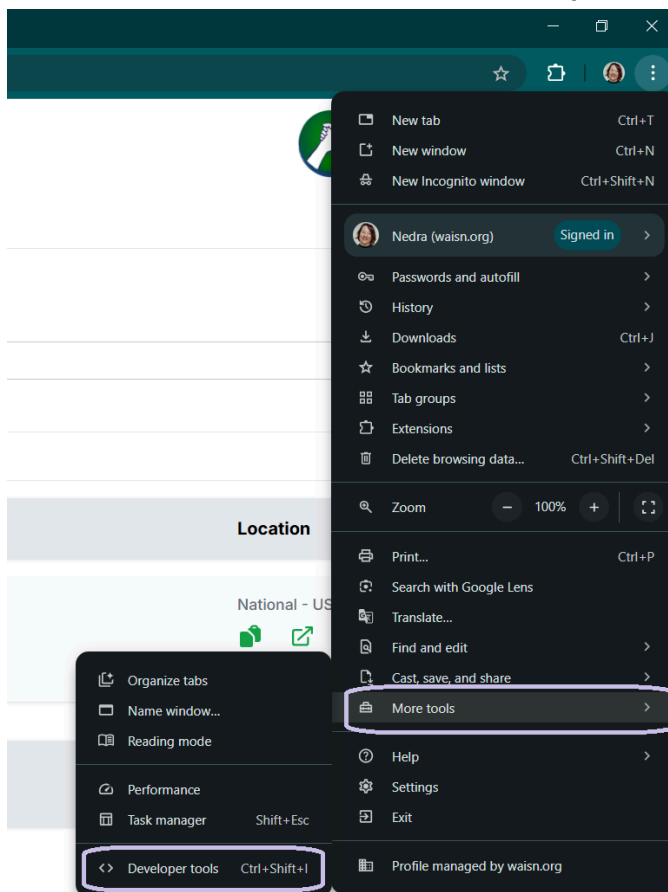 New tab Ctrl+T
New window Ctrl+N
New Incognito window Ctrl+Shift+N
Nedra (waisn.org) Signed in
Passwords and autofill
History
Downloads Ctrl+J
Bookmarks and lists
Tab groups
Extensions
Delete browsing data... Ctrl+Shift+Del
Zoom − 100% +
Location
Print... Ctrl+P
Search with Google Lens
National - US
Translate...
Find and edit
Cast, save, and share
More tools
Help
Settings
Exit
Profile managed by waisn.org
Organize tabs
Name window...
Reading mode
Performance
Task manager Shift+Esc
Developer tools Ctrl+Shift+I